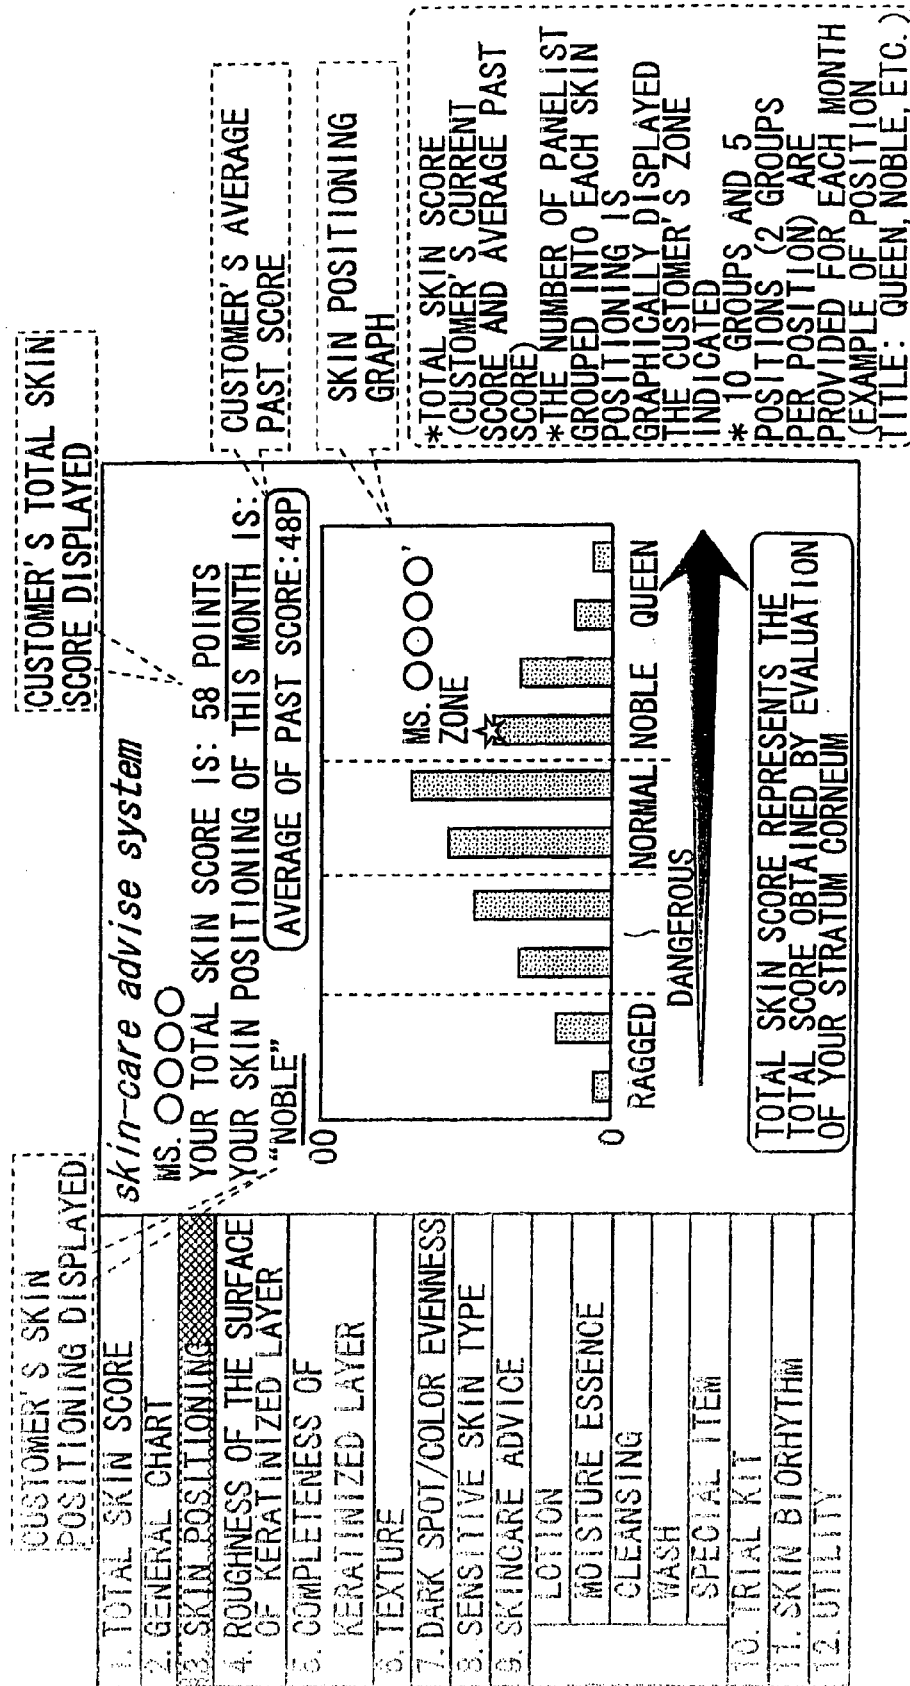 CUSTOMER'S SKIN
POSITIONING DISPLAYED
CUSTOMER'S TOTAL SKIN
SCORE DISPLAYED
CUSTOMER'S AVERAGE
PAST SCORE
SKIN POSITIONING
GRAPH
1. TOTAL SKIN SCORE
2. GENERAL CHART
3. SKIN POSITIONING
4. ROUGHNESS OF THE SURFACE
OF KERATINIZED LAYER
5. COMPLETENESS OF
KERATINIZED LAYER
6. TEXTURE
7. DARK SPOT/COLOR EVENNESS
8. SENSITIVE SKIN TYPE
9. SKINCARE ADVICE
LOTION
MOISTURE ESSENCE
CLEANSING
WASH
SPECIAL ITEM
10. TRIAL KIT
11. SKIN BIORHYTHM
12. UTILITY
skin-care advise system
MS. ○○○○
YOUR TOTAL SKIN SCORE IS: 58 POINTS
YOUR SKIN POSITIONING OF THIS MONTH IS:
“NOBLE”
AVERAGE OF PAST SCORE:48P
00
MS. ○○○○'
ZONE
0
RAGGED ~ NORMAL NOBLE QUEEN
DANGEROUS
TOTAL SKIN SCORE REPRESENTS THE
TOTAL SCORE OBTAINED BY EVALUATION
OF YOUR STRATUM CORNEUM
*TOTAL SKIN SCORE
(CUSTOMER'S CURRENT
SCORE AND AVERAGE PAST
SCORE)
*THE NUMBER OF PANELIST
GROUPED INTO EACH SKIN
POSITIONING IS
GRAPHICALLY DISPLAYED
THE CUSTOMER'S ZONE
INDICATED
* 10 GROUPS AND 5
POSITIONS (2 GROUPS
PER POSITION) ARE
PROVIDED FOR EACH MONTH
(EXAMPLE OF POSITION
TITLE: QUEEN, NOBLE, ETC.)